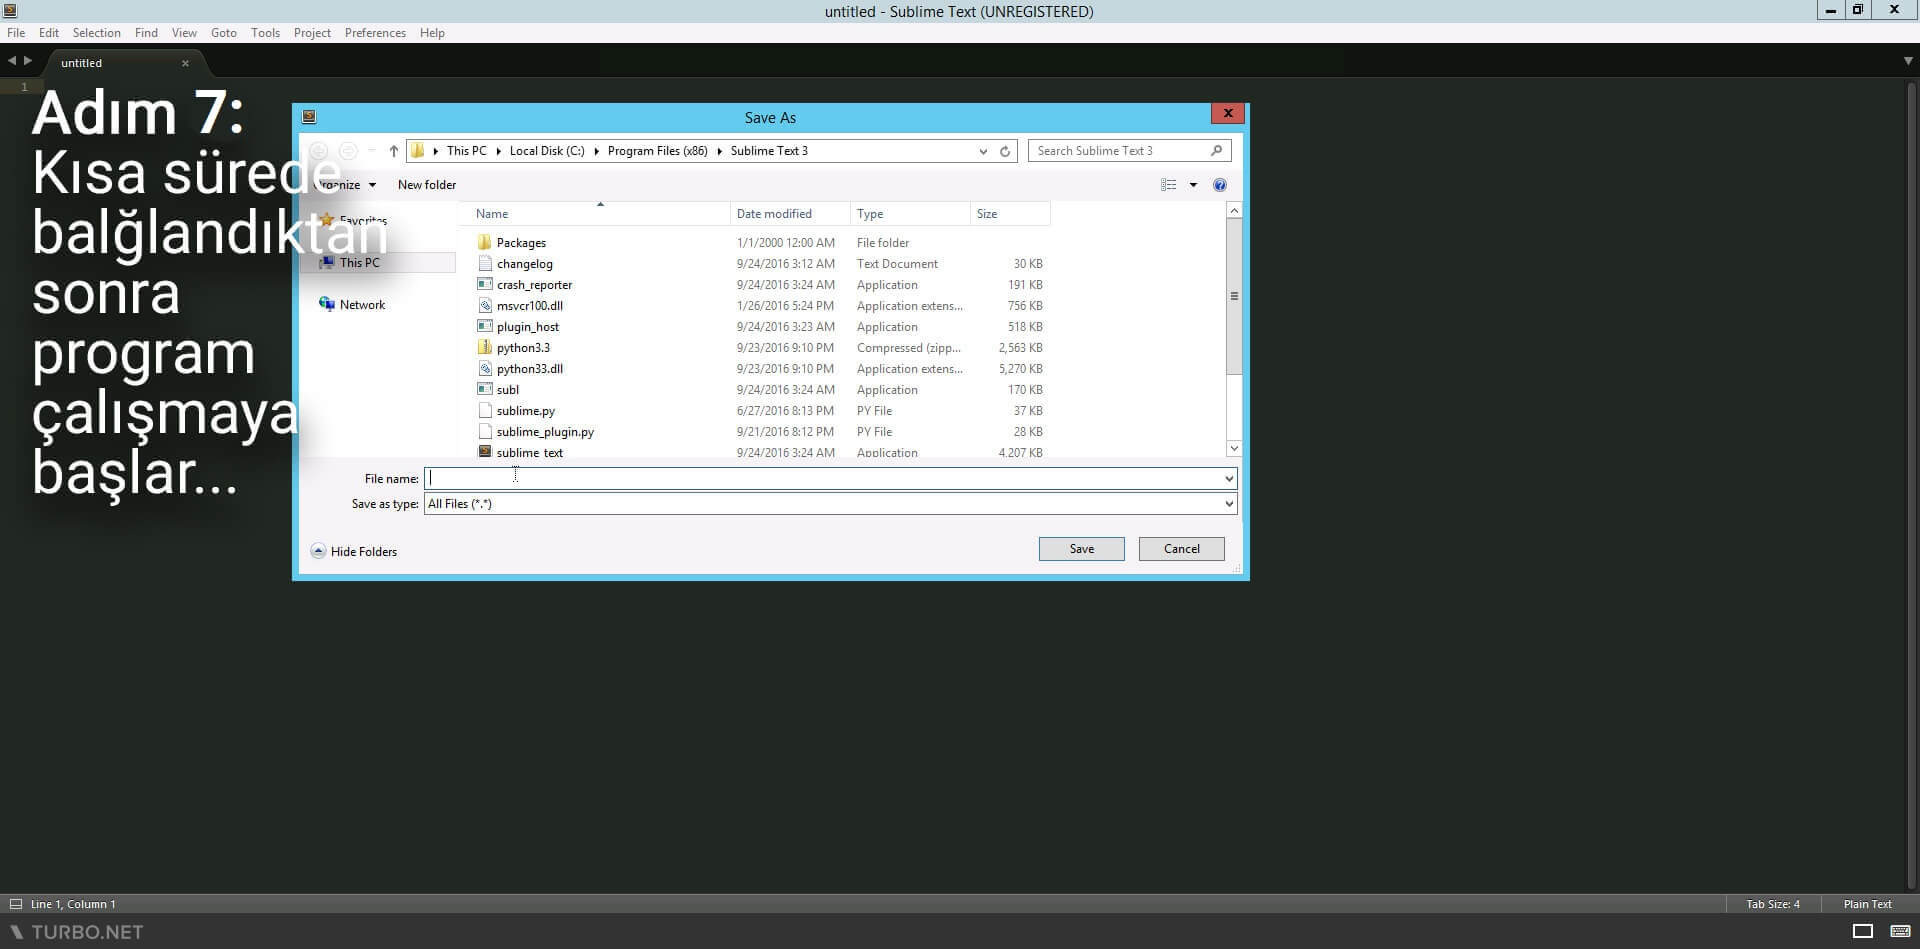 untitled - Sublime Text (UNREGISTERED)
File Edit Selection Find View Goto Tools Project Preferences Help
untitled
1
Adım 7:
Kısa sürede
balğlandıktan
sonra
program
çalışmaya
başlar...
Save As
This PC Local Disk (C:) Program Files (x86) Sublime Text 3
Search Sublime Text 3
Organize New folder
Favorites
This PC
Network
Name Date modified Type Size
Packages 1/1/2000 12:00 AM File folder
changelog 9/24/2016 3:12 AM Text Document 30 KB
crash_reporter 9/24/2016 3:24 AM Application 191 KB
msvcr100.dll 1/26/2016 5:24 PM Application extens... 756 KB
plugin_host 9/24/2016 3:23 AM Application 518 KB
python3.3 9/23/2016 9:10 PM Compressed (zipp... 2,563 KB
python33.dll 9/23/2016 9:10 PM Application extens... 5,270 KB
subl 9/24/2016 3:24 AM Application 170 KB
sublime.py 6/27/2016 8:13 PM PY File 37 KB
sublime_plugin.py 9/21/2016 8:12 PM PY File 28 KB
sublime_text 9/24/2016 3:24 AM Application 4,207 KB
File name:
Save as type: All Files (*.*)
Hide Folders
Save Cancel
Line 1, Column 1
Tab Size: 4 Plain Text
TURBO.NET